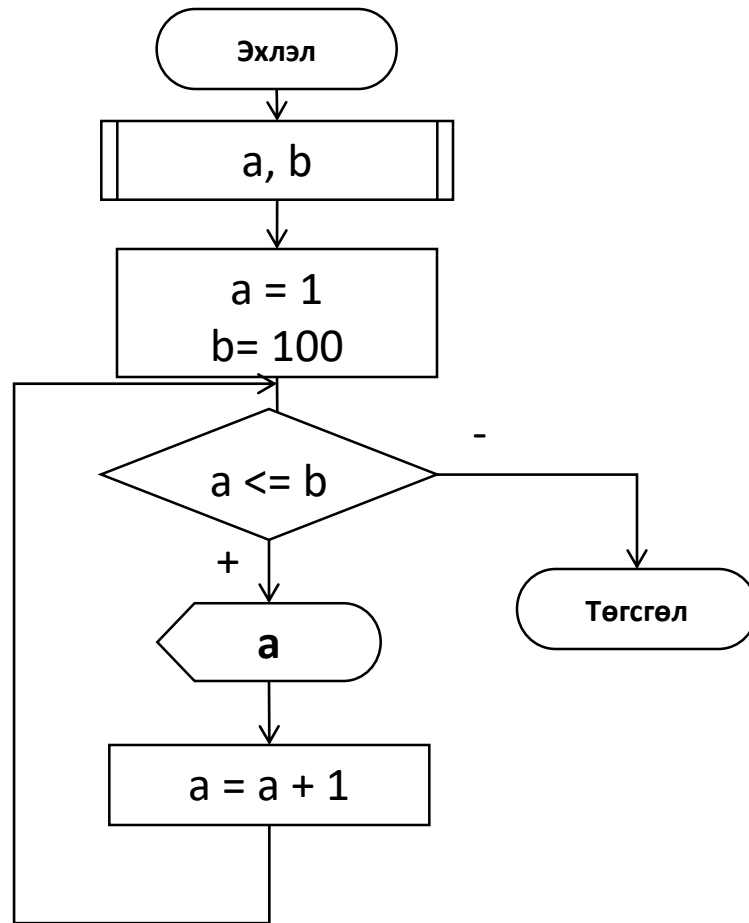 Эхлэл
a, b
a = 1
b= 100
a <= b
-
+
Төгсгөл
a
a = a + 1